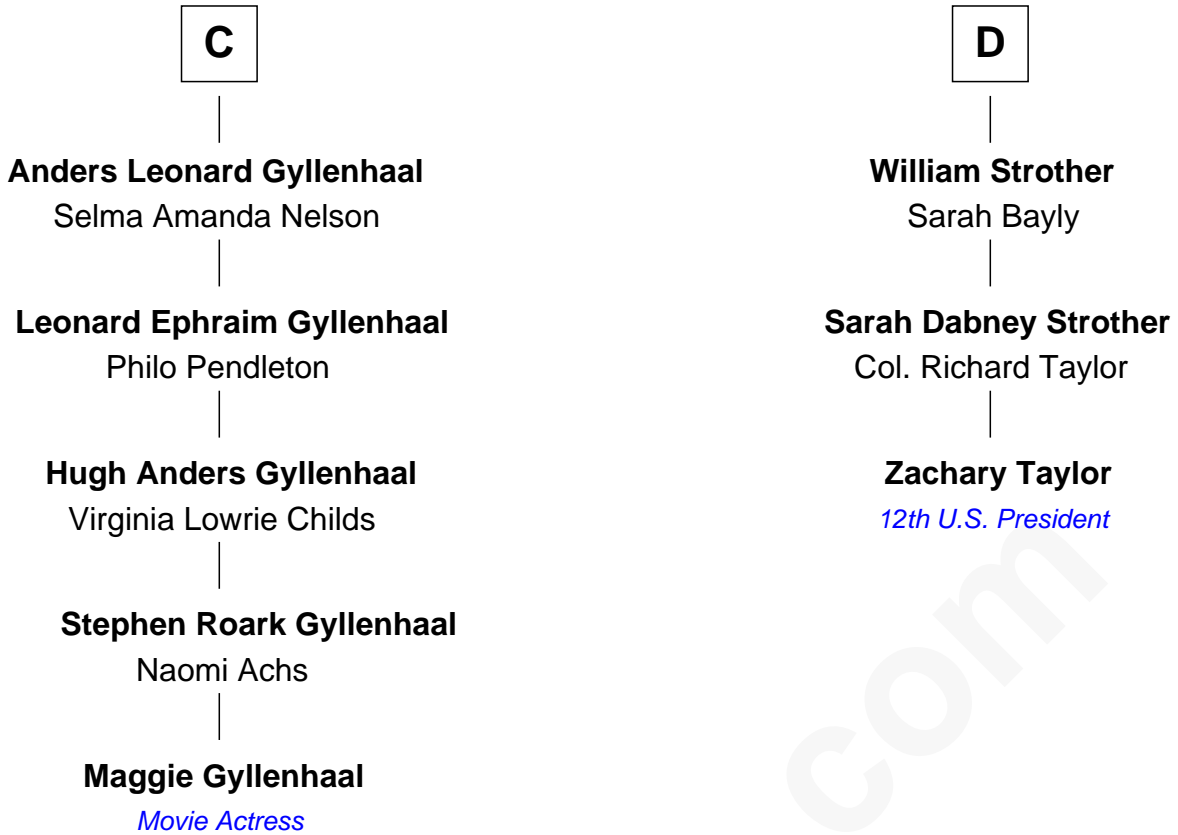 C
Anders Leonard Gyllenhaal
Selma Amanda Nelson
Leonard Ephraim Gyllenhaal
Philo Pendleton
Hugh Anders Gyllenhaal
Virginia Lowrie Childs
Stephen Roark Gyllenhaal
Naomi Achs
Maggie Gyllenhaal
Movie Actress
D
William Strother
Sarah Bayly
Sarah Dabney Strother
Col. Richard Taylor
Zachary Taylor
12th U.S. President
com